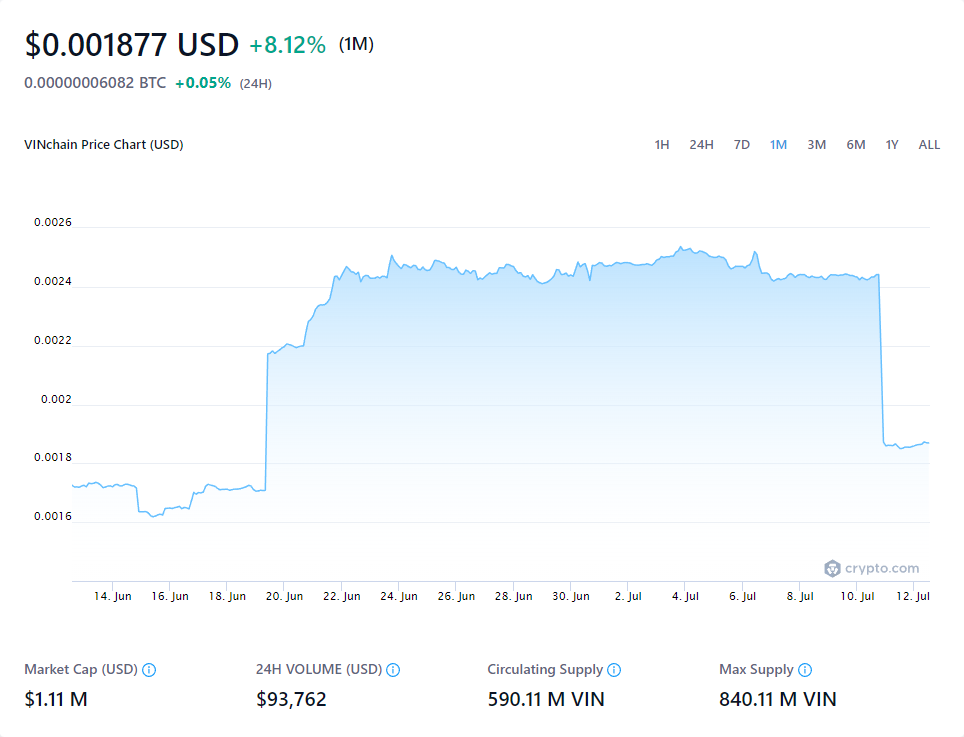 $0.001877 USD +8.12% (1M)
0.00000006082 BTC +0.05% (24H)
VINchain Price Chart (USD) 1H 24H 7D 1M 3M 6M 1Y ALL
0.0026
0.0024
0.0022
0.002
0.0018
0.0016
crypto.com
14. Jun 16. Jun 18. Jun 20. Jun 22. Jun 24. Jun 26. Jun 28. Jun 30. Jun 2. Jul 4. Jul 6. Jul 8. Jul 10. Jul 12. Jul
Market Cap (USD) 24H VOLUME (USD) Circulating Supply Max Supply
$1.11 M $93,762 590.11 M VIN 840.11 M VIN